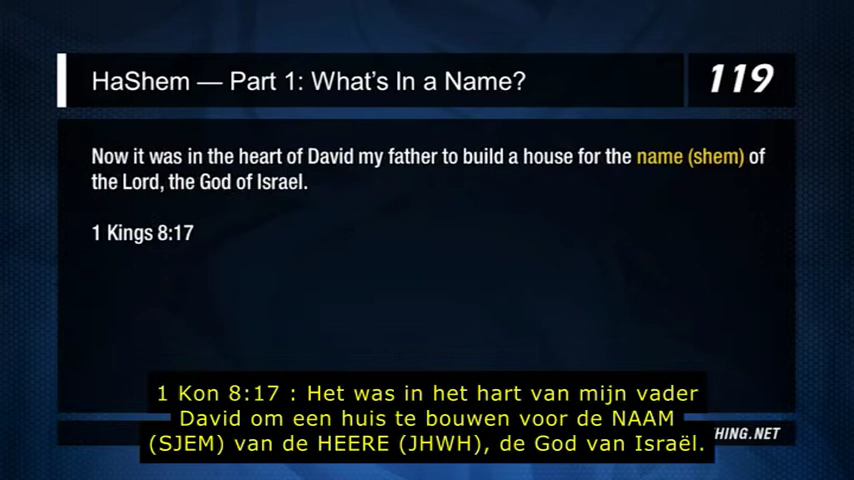 HaShem — Part 1: What's In a Name?
119
Now it was in the heart of David my father to build a house for the name (shem) of
the Lord, the God of Israel.
1 Kings 8:17
1 Kon 8:17 : Het was in het hart van mijn vader
David om een huis te bouwen voor de NAAM
(SJEM) van de HEERE (JHWH), de God van Israël.
HING.NET